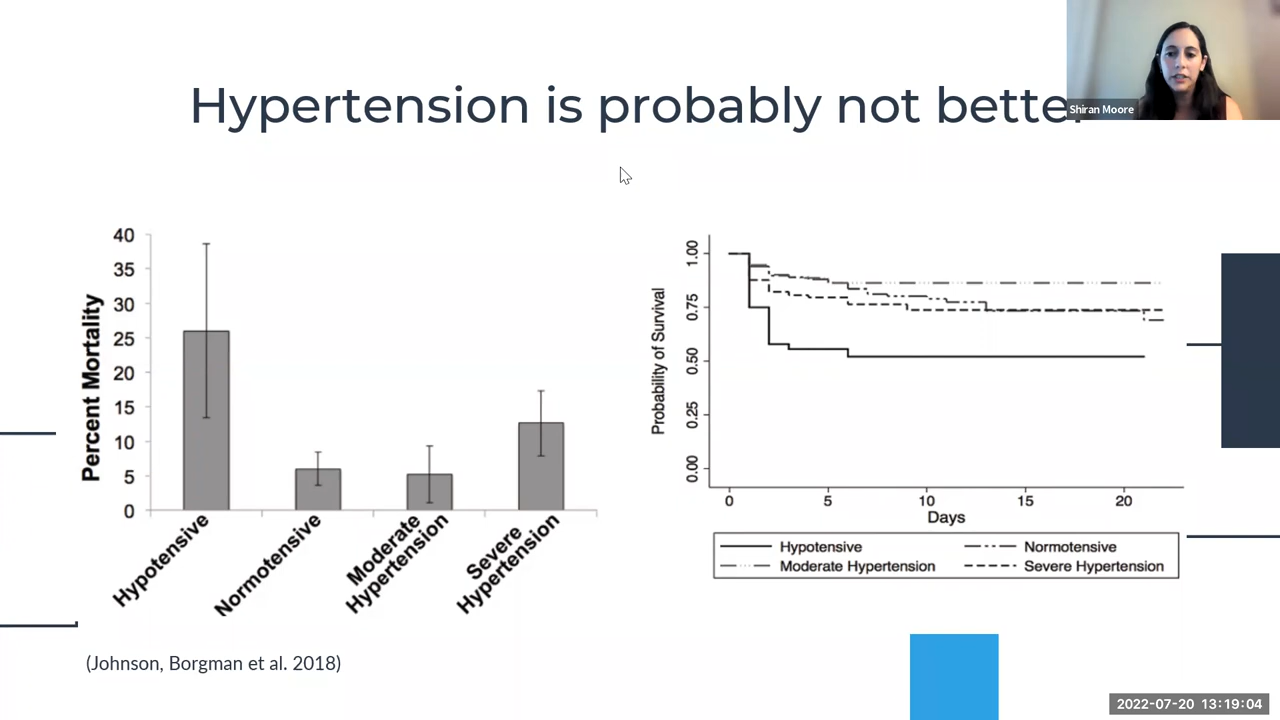 Hypertension is probably not better
Shiran Moore
40
35
30
25
20
15
10
5
0
Percent Mortality
Hypotensive
Normotensive
Moderate
Hypertension
Severe
Hypertension
1.00
0.75
0.50
0.25
0.00
Probability of Survival
0 5 10 15 20
Days
Hypotensive Normotensive
Moderate Hypertension Severe Hypertension
(Johnson, Borgman et al. 2018)
2022-07-20 13:19:04